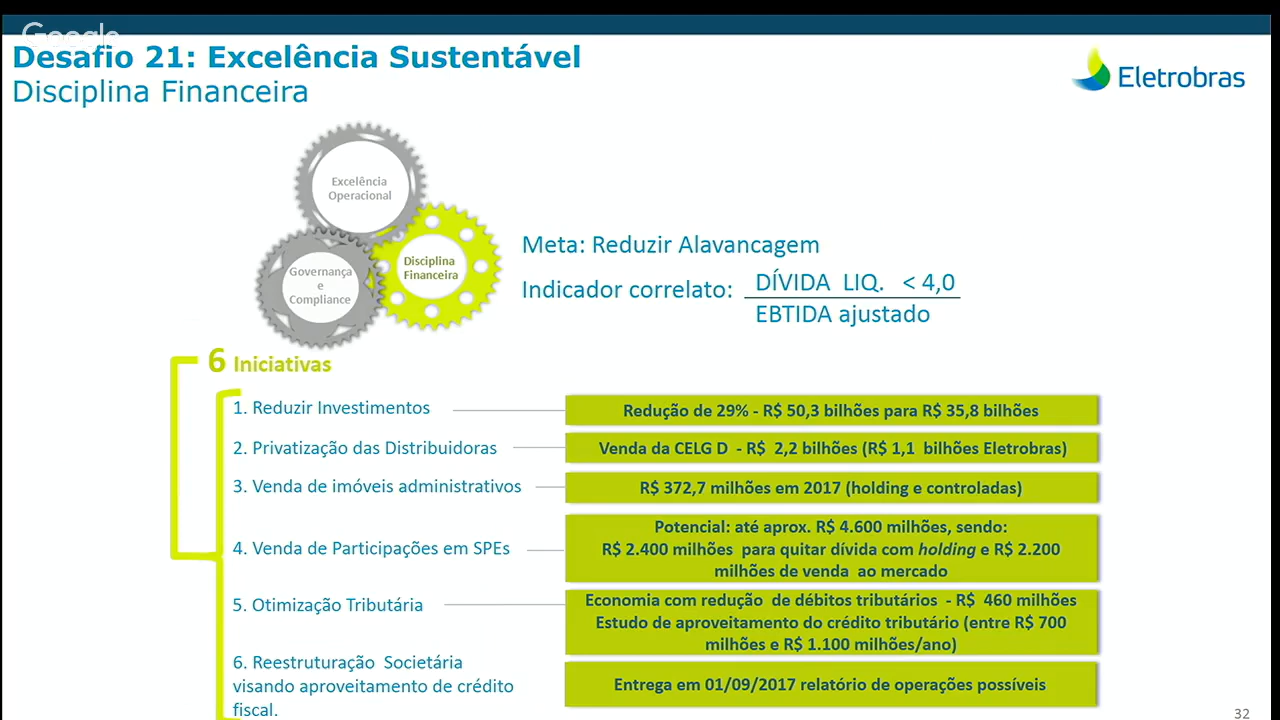 Google
Desafio 21: Excelência Sustentável
Disciplina Financeira
Eletrobras
Excelência
Operacional
Disciplina
Financeira
Governança
e
Compliance
Meta: Reduzir Alavancagem
Indicador correlato: DÍVIDA LIQ. < 4,0
EBTIDA ajustado
6 Iniciativas
1. Reduzir Investimentos
Redução de 29% - R$ 50,3 bilhões para R$ 35,8 bilhões
2. Privatização das Distribuidoras
Venda da CELG D - R$ 2,2 bilhões (R$ 1,1 bilhões Eletrobras)
3. Venda de imóveis administrativos
R$ 372,7 milhões em 2017 (holding e controladas)
4. Venda de Participações em SPEs
Potencial: até aprox. R$ 4.600 milhões, sendo:
R$ 2.400 milhões para quitar dívida com holding e R$ 2.200
milhões de venda ao mercado
5. Otimização Tributária
Economia com redução de débitos tributários - R$ 460 milhões
Estudo de aproveitamento do crédito tributário (entre R$ 700
milhões e R$ 1.100 milhões/ano)
6. Reestruturação Societária
visando aproveitamento de crédito
fiscal.
Entrega em 01/09/2017 relatório de operações possíveis
32